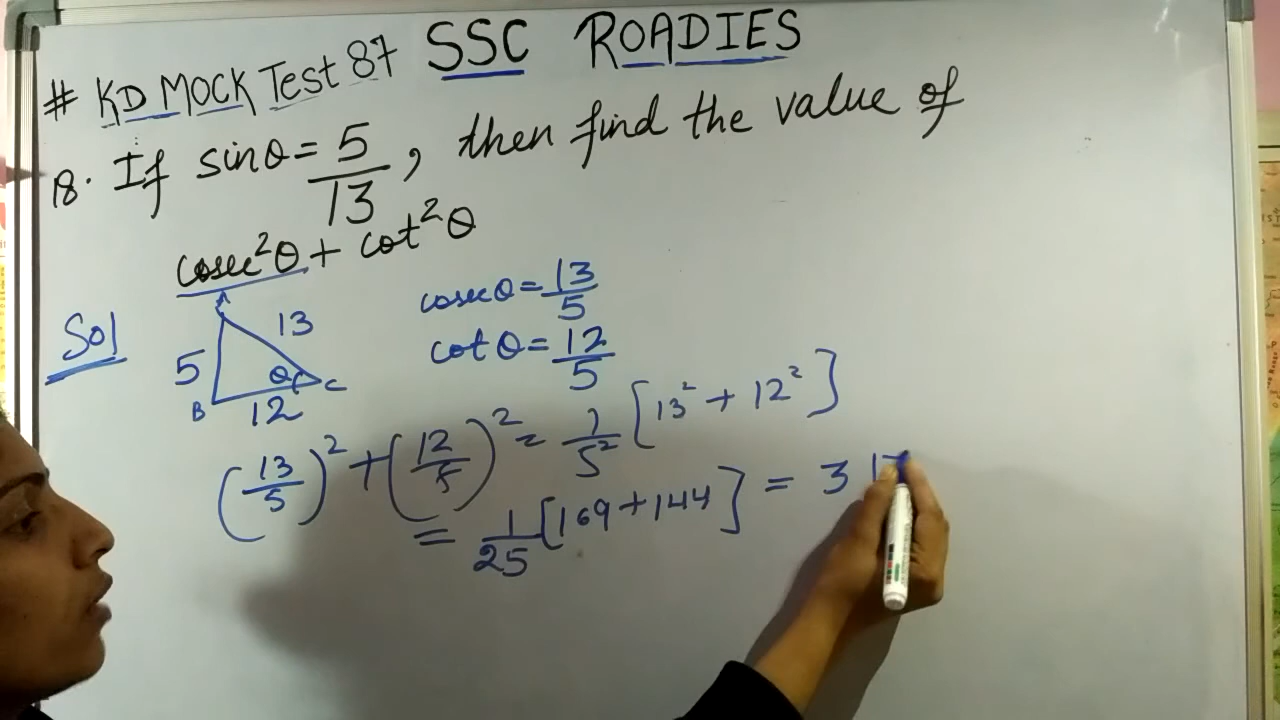 # KD MOCK Test 87 SSC ROADIES
18. If sinθ = 5/13, then find the value of
cosec²θ + cot²θ
Sol
A
13
5
θ
B
12
C
cosecθ = 13/5
cotθ = 12/5
(13/5)² + (12/5)² = 1/5² [13² + 12²]
= 1/25 [169 + 144] = 31